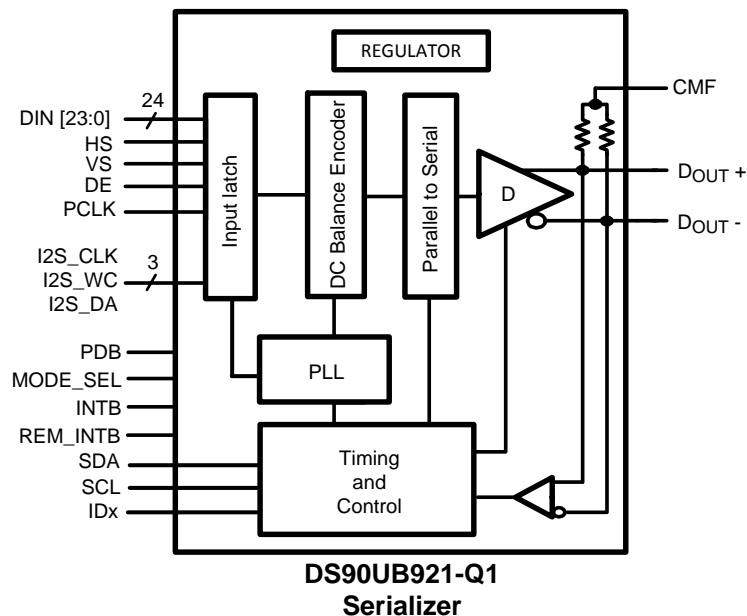 REGULATOR
CMF
24
DIN [23:0]
HS
VS
DE
PCLK
I2S_CLK
3
I2S_WC
I2S_DA
Input latch
DC Balance Encoder
Parallel to Serial
D
DOUT +
DOUT -
PDB
MODE_SEL
INTB
REM_INTB
SDA
SCL
IDx
PLL
Timing
and
Control
DS90UB921-Q1
Serializer